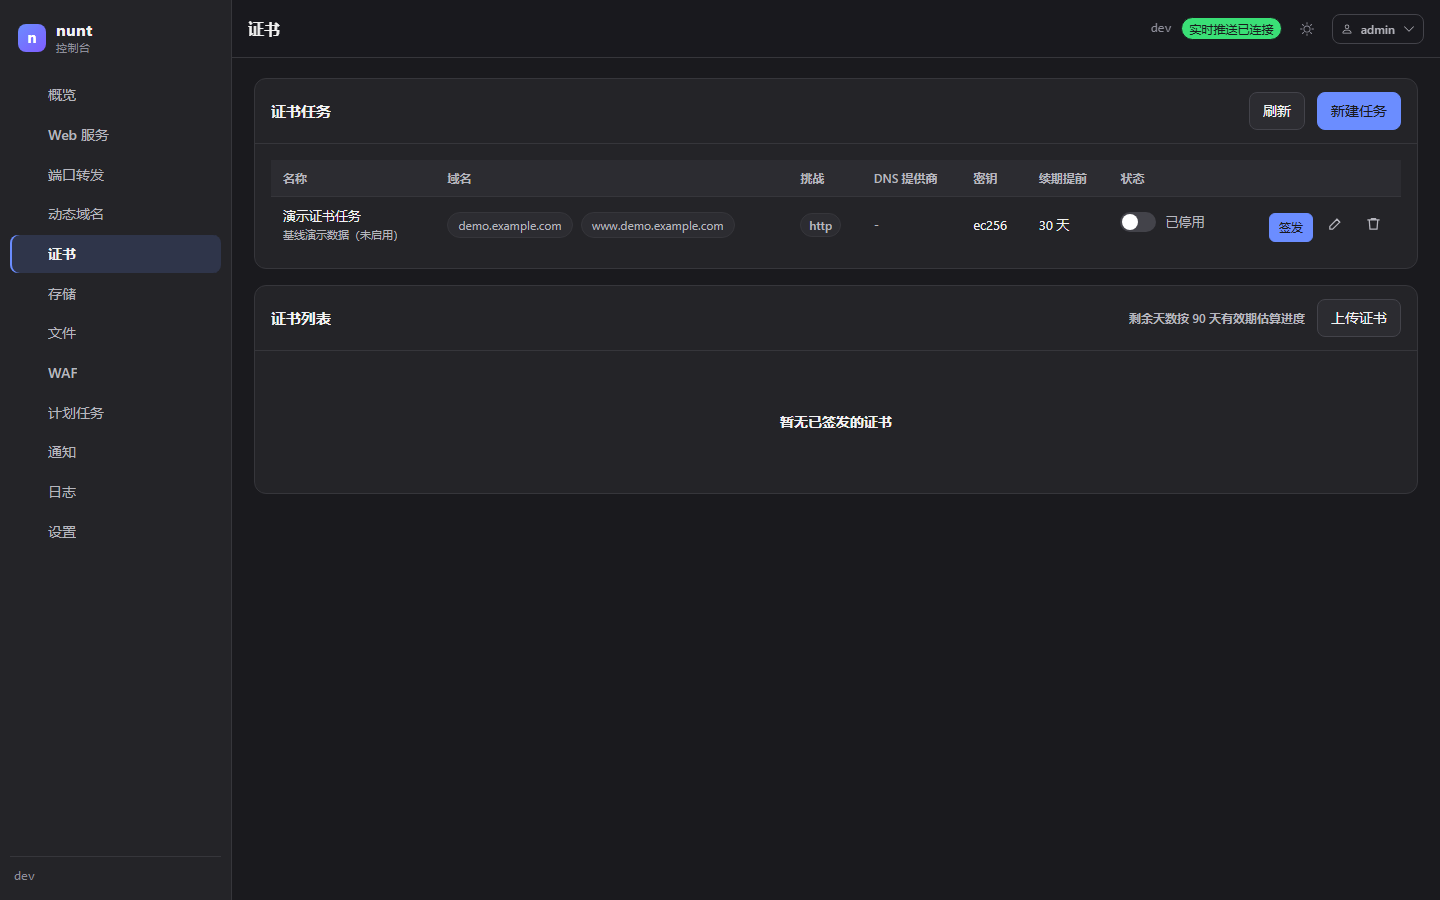 n
nunt
控制台
概览
Web 服务
端口转发
动态域名
证书
存储
文件
WAF
计划任务
通知
日志
设置
dev
证书
dev
实时推送已连接
admin
证书任务
刷新
新建任务
名称
域名
挑战
DNS 提供商
密钥
续期提前
状态
演示证书任务
基线演示数据（未启用）
demo.example.com
www.demo.example.com
http
-
ec256
30 天
已停用
签发
证书列表
剩余天数按 90 天有效期估算进度
上传证书
暂无已签发的证书